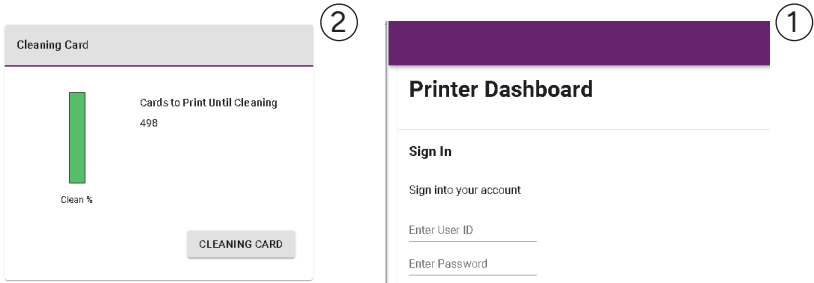 2
Cleaning Card
Cards to Print Until Cleaning
498
Clean %
CLEANING CARD
1
Printer Dashboard
Sign In
Sign into your account
Enter User ID
Enter Password